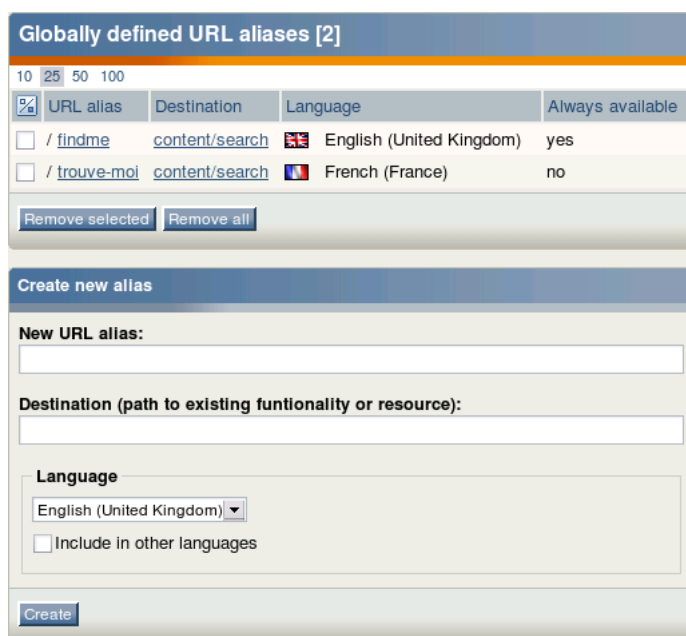 Globally defined URL aliases [2]
10 25 50 100
URL alias Destination Language Always available
/ findme content/search English (United Kingdom) yes
/ trouve-moi content/search French (France) no
Remove selected Remove all
Create new alias
New URL alias:
Destination (path to existing funtionality or resource):
Language
English (United Kingdom)
Include in other languages
Create